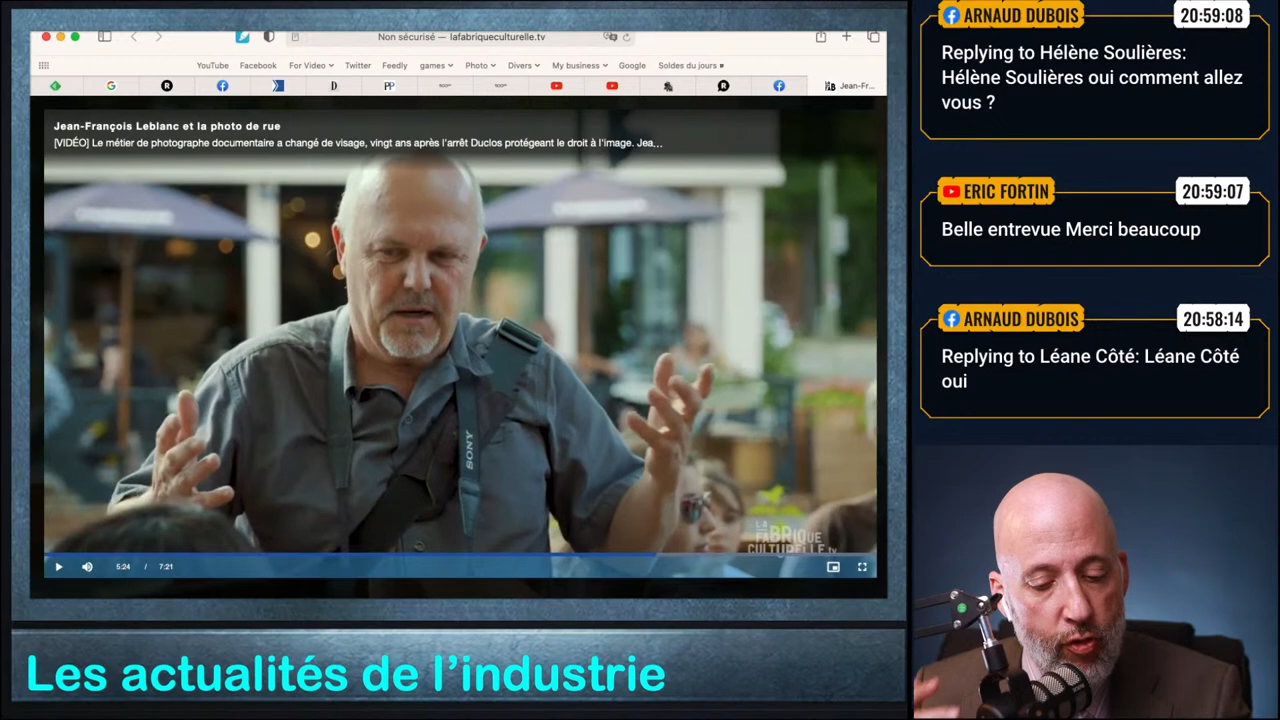 Non sécurisé — lafabriqueculturelle.tv
YouTube Facebook For Video Twitter Feedly games Photo Divers My business Google Soldes du jours
Jean-Fr...
Jean-François Leblanc et la photo de rue
[VIDÉO] Le métier de photographe documentaire a changé de visage, vingt ans après l'arrêt Duclos protégeant le droit à l'image. Jea...
SONY
LA
FABRIQUE
CULTURELLE.tv
5:24 / 7:21
Les actualités de l'industrie
ARNAUD DUBOIS 20:59:08
Replying to Hélène Soulières:
Hélène Soulières oui comment allez
vous ?
ERIC FORTIN 20:59:07
Belle entrevue Merci beaucoup
ARNAUD DUBOIS 20:58:14
Replying to Léane Côté: Léane Côté
oui